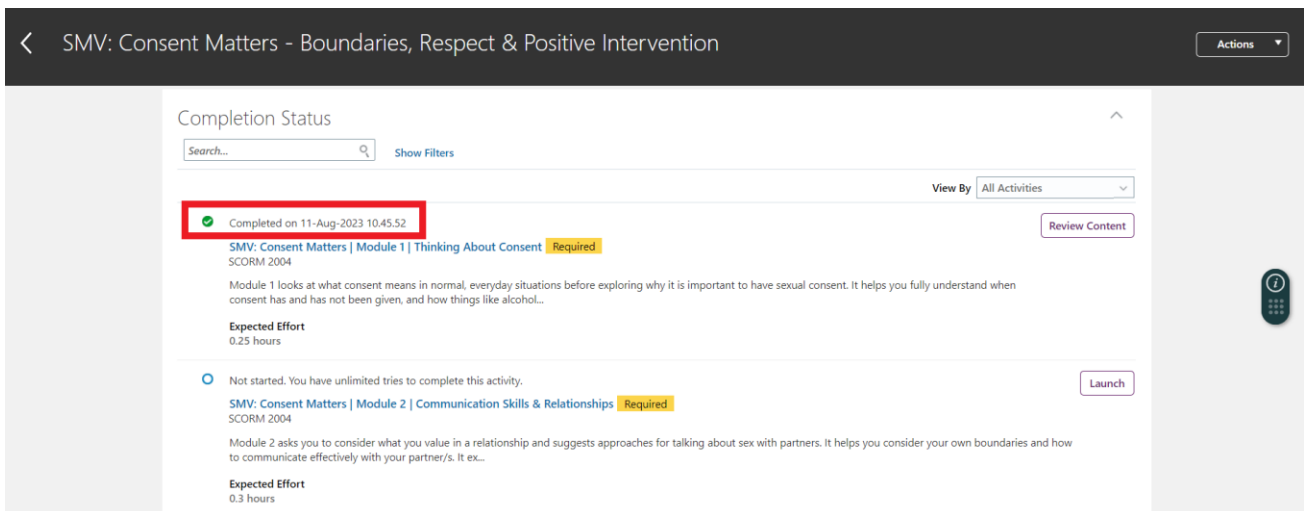 SMV: Consent Matters - Boundaries, Respect & Positive Intervention
Actions
Completion Status
Search...
Show Filters
View By All Activities
Completed on 11-Aug-2023 10.45.52
Review Content
SMV: Consent Matters | Module 1 | Thinking About Consent Required
SCORM 2004
Module 1 looks at what consent means in normal, everyday situations before exploring why it is important to have sexual consent. It helps you fully understand when
consent has and has not been given, and how things like alcohol...
Expected Effort
0.25 hours
Not started. You have unlimited tries to complete this activity.
Launch
SMV: Consent Matters | Module 2 | Communication Skills & Relationships Required
SCORM 2004
Module 2 asks you to consider what you value in a relationship and suggests approaches for talking about sex with partners. It helps you consider your own boundaries and how
to communicate effectively with your partner/s. It ex...
Expected Effort
0.3 hours